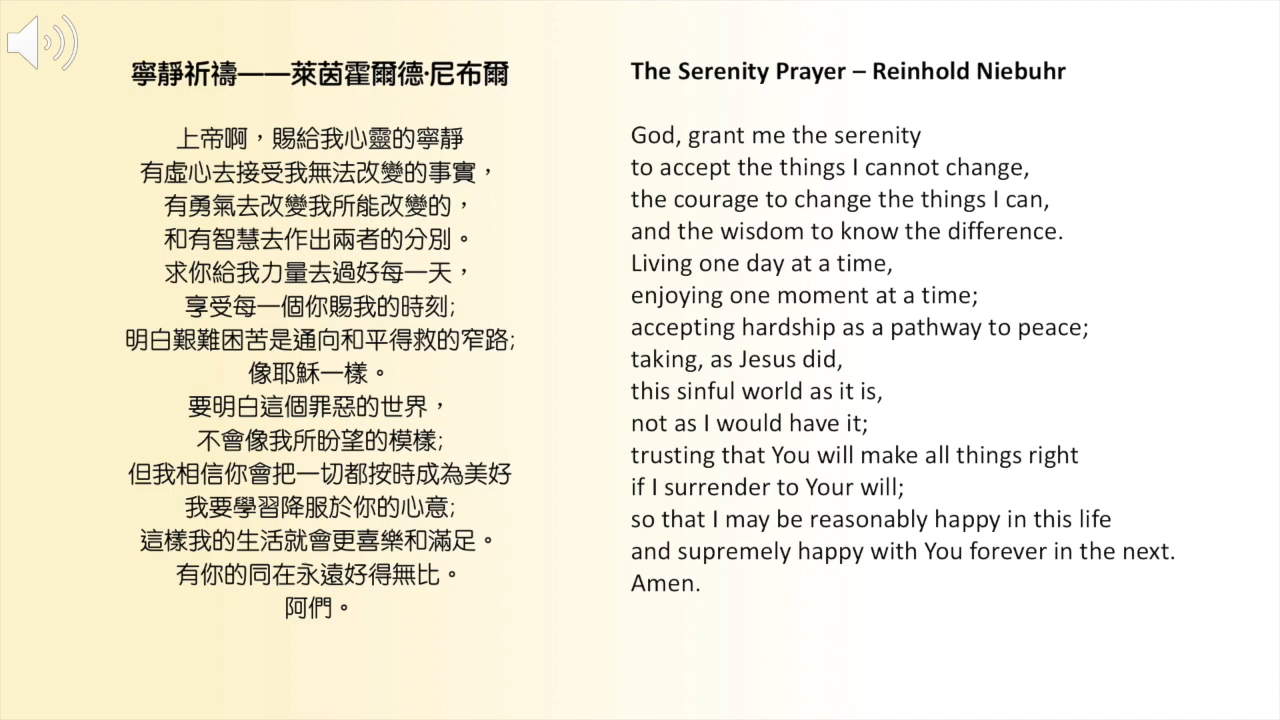 寧靜祈禱——萊茵霍爾德·尼布爾
上帝啊，賜給我心靈的寧靜
有虛心去接受我無法改變的事實，
有勇氣去改變我所能改變的，
和有智慧去作出兩者的分別。
求你給我力量去過好每一天，
享受每一個你賜我的時刻;
明白艱難困苦是通向和平得救的窄路;
像耶穌一樣。
要明白這個罪惡的世界，
不會像我所盼望的模樣;
但我相信你會把一切都按時成為美好
我要學習降服於你的心意;
這樣我的生活就會更喜樂和滿足。
有你的同在永遠好得無比。
阿們。
The Serenity Prayer – Reinhold Niebuhr
God, grant me the serenity
to accept the things I cannot change,
the courage to change the things I can,
and the wisdom to know the difference.
Living one day at a time,
enjoying one moment at a time;
accepting hardship as a pathway to peace;
taking, as Jesus did,
this sinful world as it is,
not as I would have it;
trusting that You will make all things right
if I surrender to Your will;
so that I may be reasonably happy in this life
and supremely happy with You forever in the next.
Amen.